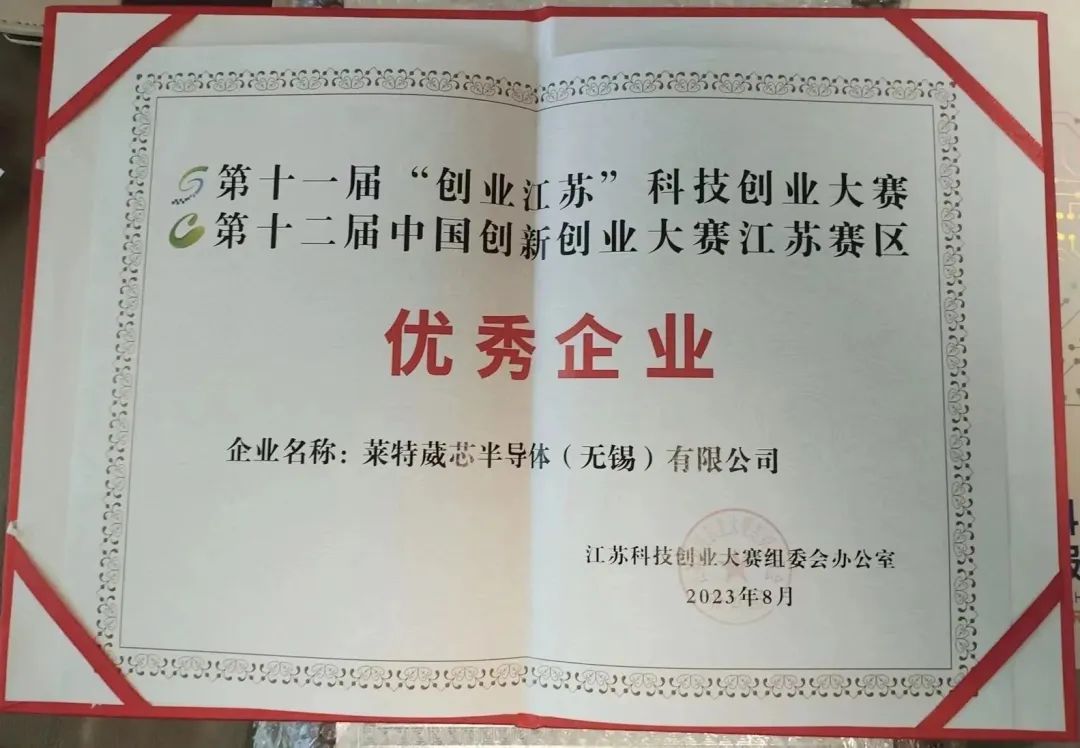 第十一届“创业江苏”科技创业大赛
第十二届中国创新创业大赛江苏赛区
优秀企业
企业名称：莱特葳芯半导体（无锡）有限公司
江苏科技创业大赛组委会办公室
2023年8月